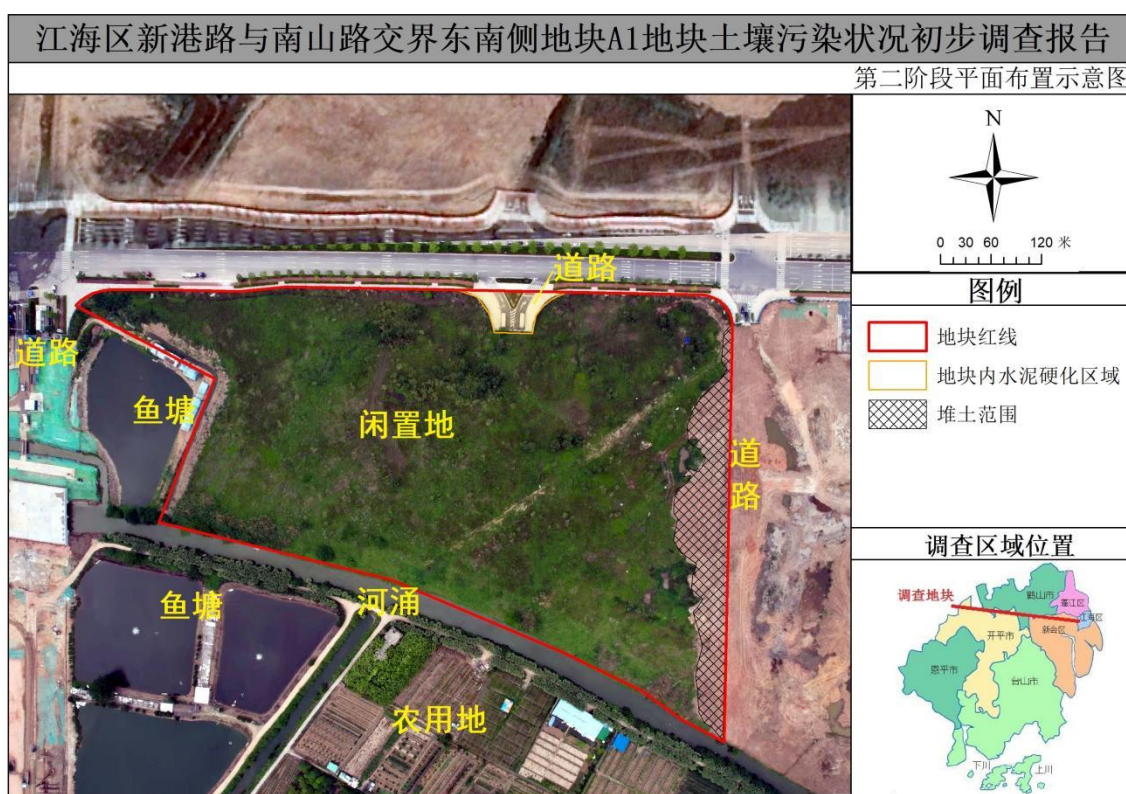 江海区新港路与南山路交界东南侧地块A1地块土壤污染状况初步调查报告
第二阶段平面布置示意图
N
0 30 60 120 米
图例
地块红线
地块内水泥硬化区域
堆土范围
道路
道路
鱼塘
闲置地
道路
鱼塘
河涌
农用地
调查区域位置
调查地块
鹤山市
蓬江区
江海区
新会区
开平市
恩平市
台山市
下川
上川